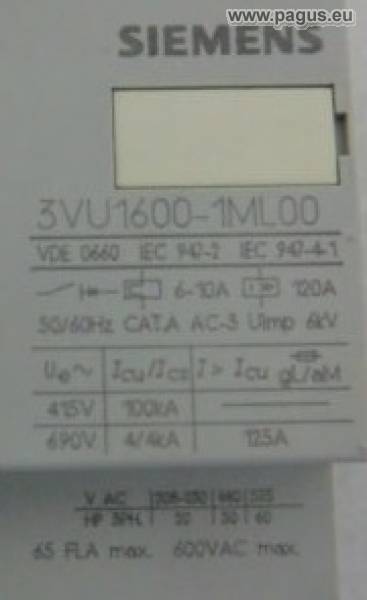 www.pagus.eu
SIEMENS
3VU1600-1ML00
VDE 0660 IEC 947-2 IEC 947-4-1
6-10A 120A
50/60Hz CAT.A AC-3 Uimp 6kV
Ue~ Icu/Ics I> Icu gL/aM
415V 100kA
690V 4/4kA 125A
V AC
HP
65 FLA max. 600VAC max.